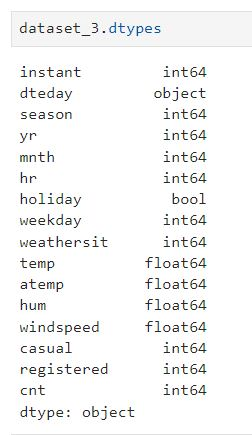 dataset_3.dtypes
instant int64
dteday object
season int64
yr int64
mnth int64
hr int64
holiday bool
weekday int64
weathersit int64
temp float64
atemp float64
hum float64
windspeed float64
casual int64
registered int64
cnt int64
dtype: object